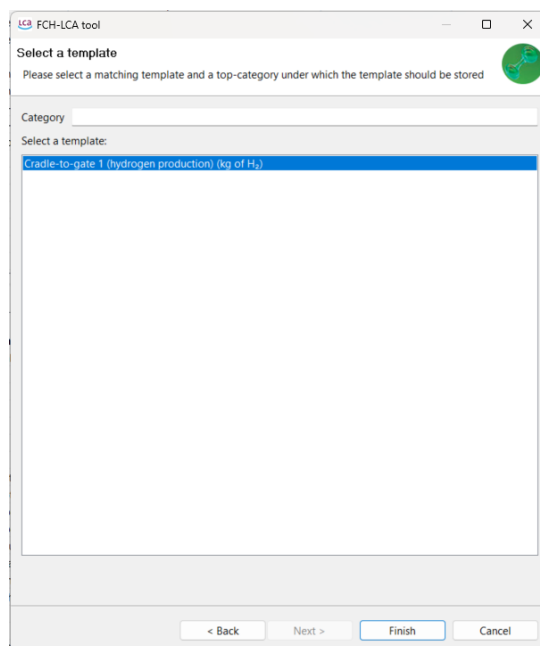 LCA FCH-LCA tool
Select a template
Please select a matching template and a top-category under which the template should be stored
Category
Select a template:
Cradle-to-gate 1 (hydrogen production) (kg of H₂)
< Back Next > Finish Cancel